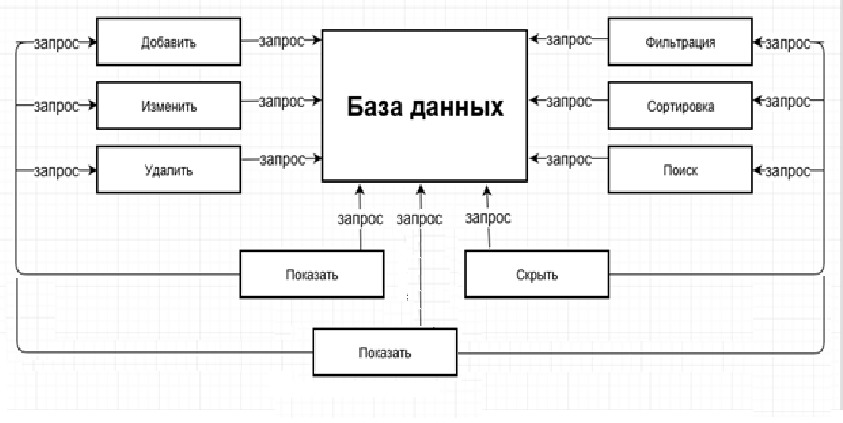 запрос Добавить запрос запрос Фильтрация запрос
База данных
запрос Изменить запрос запрос Сортировка запрос
запрос Удалить запрос запрос Поиск запрос
запрос запрос запрос
Показать Скрыть
Показать